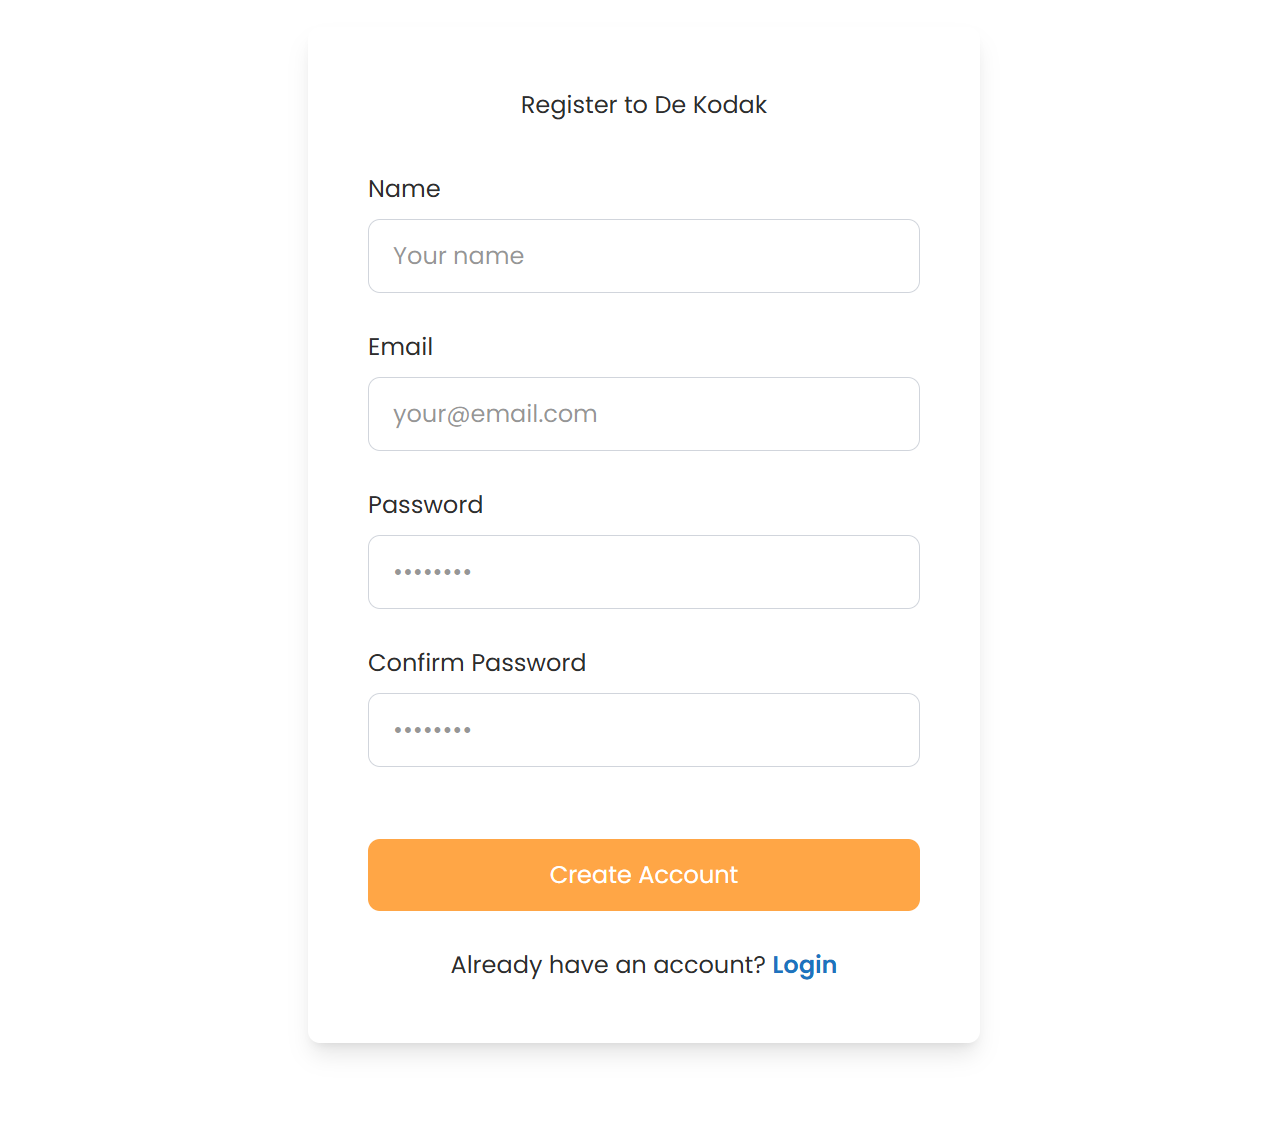 Register to De Kodak
Name
Your name
Email
your@email.com
Password
••••••••
Confirm Password
••••••••
Create Account
Already have an account? Login